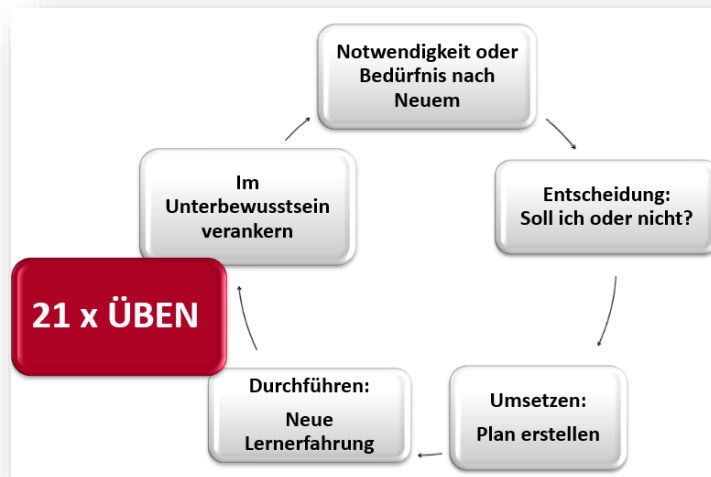 Notwendigkeit oder
Bedürfnis nach
Neuem
Entscheidung:
Soll ich oder nicht?
Umsetzen:
Plan erstellen
Durchführen:
Neue
Lernerfahrung
21 x ÜBEN
Im
Unterbewusstsein
verankern